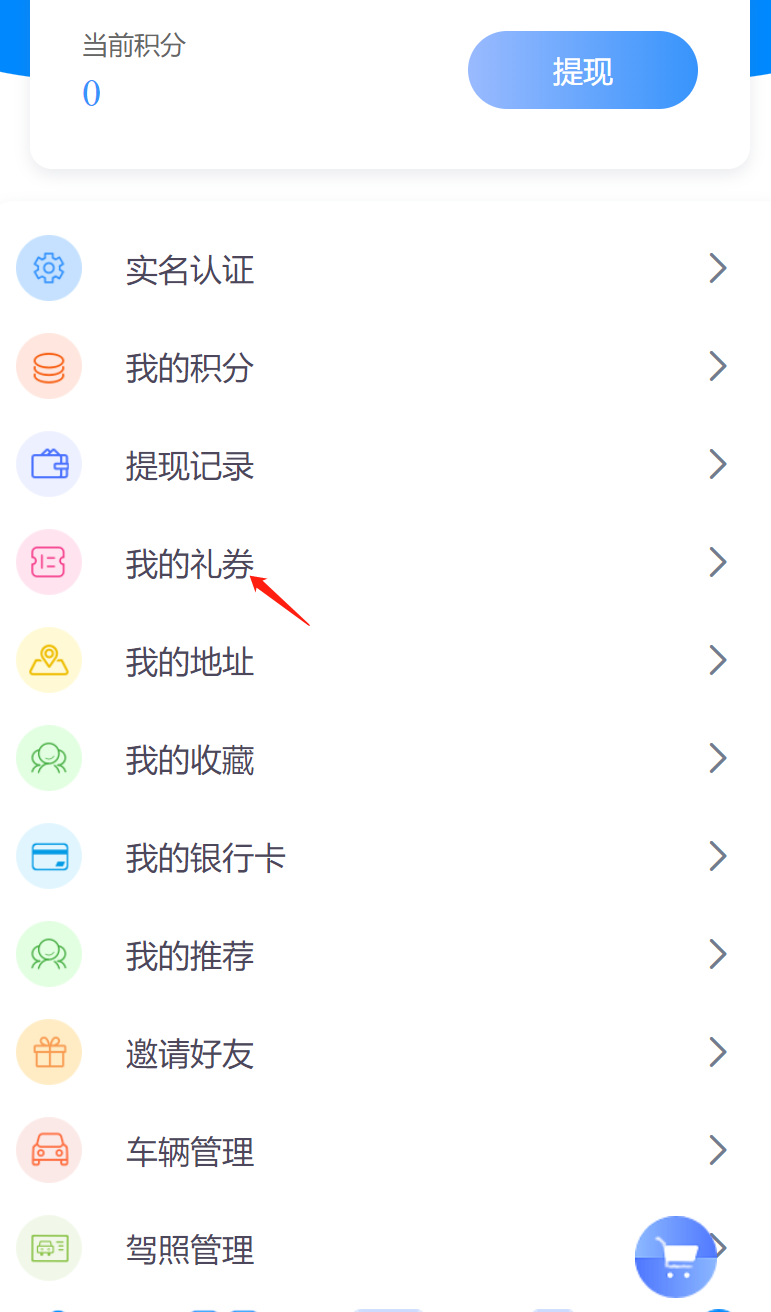 当前积分
0
提现
实名认证
我的积分
提现记录
我的礼券
我的地址
我的收藏
我的银行卡
我的推荐
邀请好友
车辆管理
驾照管理